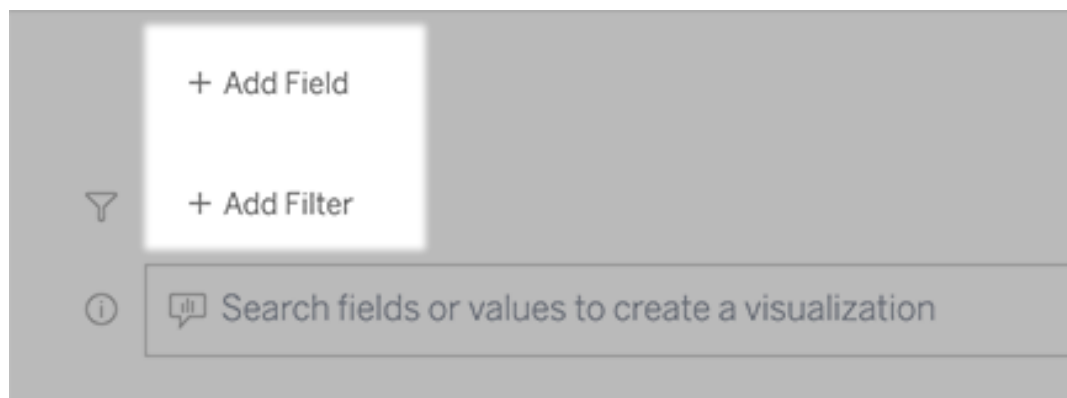 + Add Field
+ Add Filter
Search fields or values to create a visualization